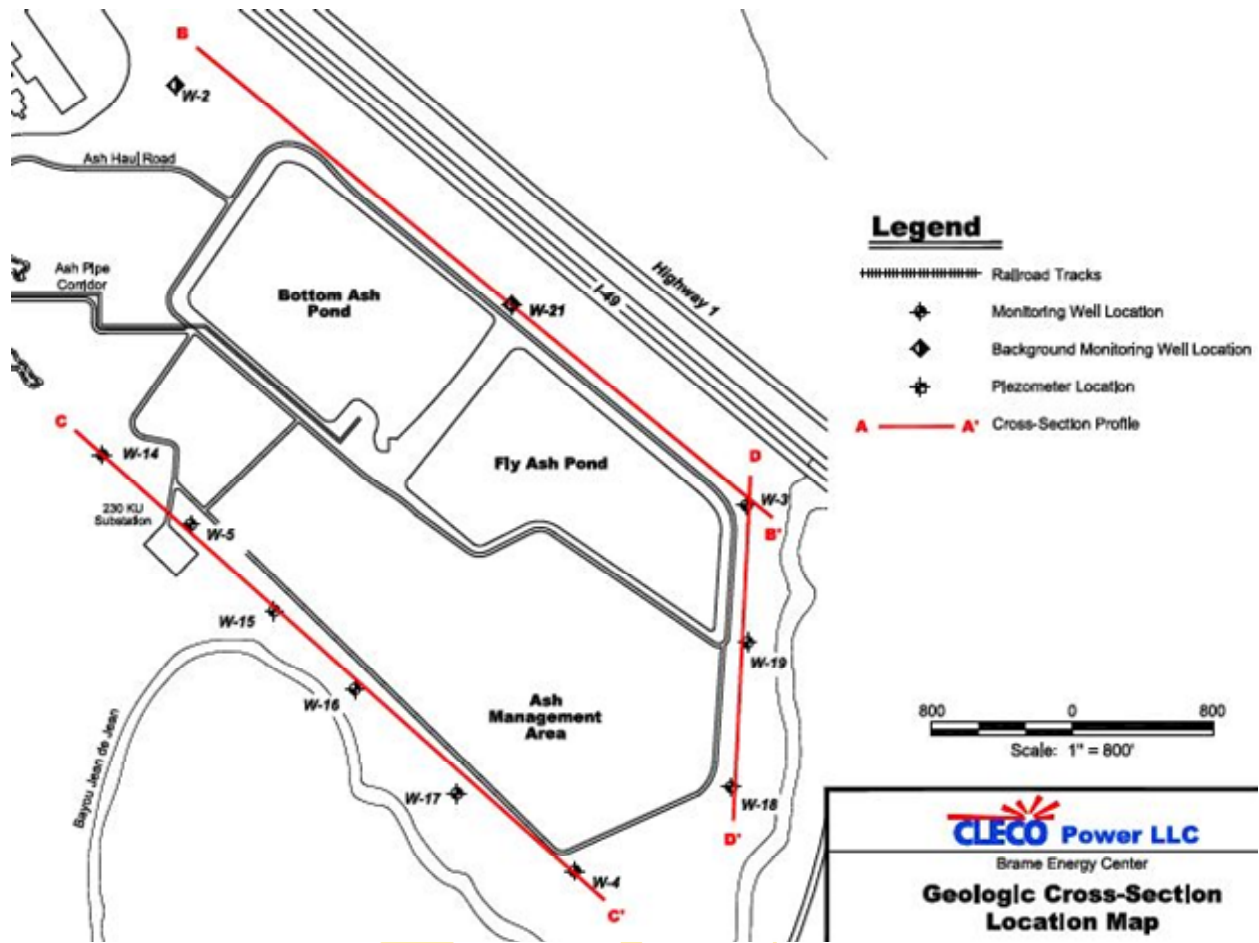 B
W-2
Ash Haul Road
Ash Pipe
Corridor
Bottom Ash
Pond
W-21
I-49
Highway 1
C
W-14
230 KU
Substation
W-5
Fly Ash Pond
D
W-3
B'
W-15
W-19
W-16
Ash
Management
Area
Bayou Jean de Jean
W-17
W-18
D'
W-4
C'
Legend
Railroad Tracks
Monitoring Well Location
Background Monitoring Well Location
Piezometer Location
A A' Cross-Section Profile
800 0 800
Scale: 1" = 800'
CLECO Power LLC
Brame Energy Center
Geologic Cross-Section
Location Map